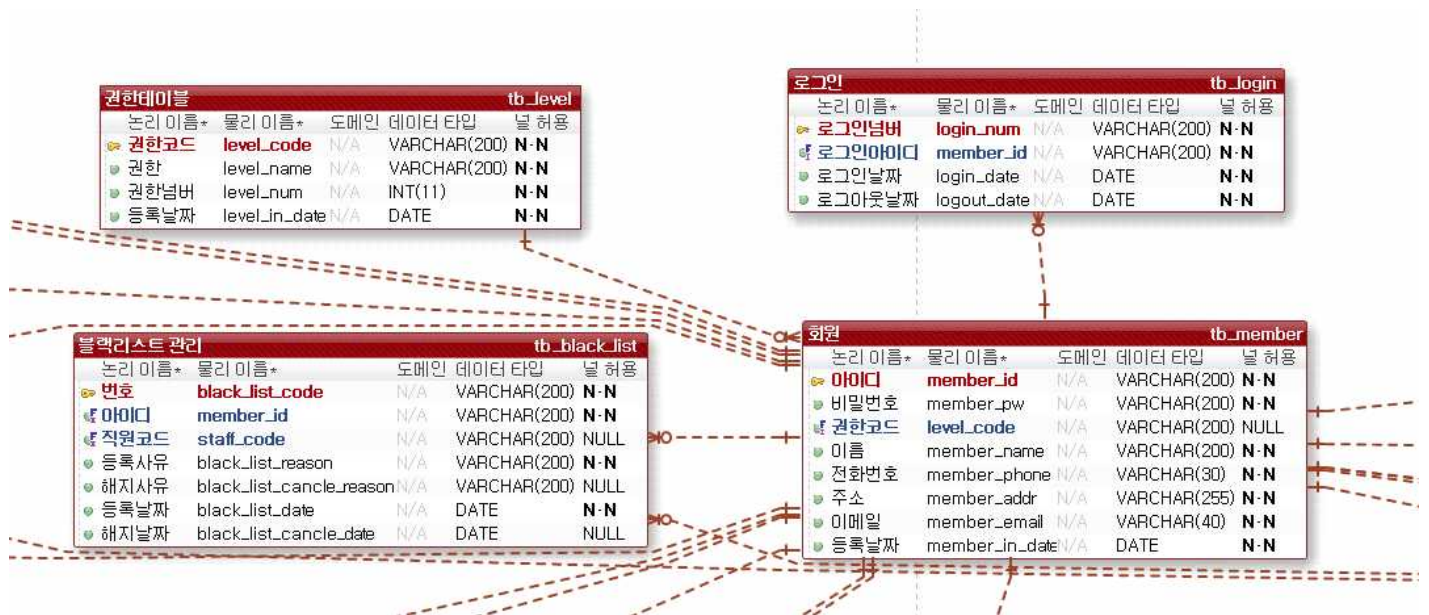 권한테이블 tb_level
논리 이름* 물리 이름* 도메인 데이터 타입 널 허용
권한코드 level_code N/A VARCHAR(200) N-N
권한 level_name N/A VARCHAR(200) N-N
권한넘버 level_num N/A INT(11) N-N
등록날짜 level_in_date N/A DATE N-N
로그인 tb_login
논리 이름* 물리 이름* 도메인 데이터 타입 널 허용
로그인넘버 login_num N/A VARCHAR(200) N-N
로그인아이디 member_id N/A VARCHAR(200) N-N
로그인날짜 login_date N/A DATE N-N
로그아웃날짜 logout_date N/A DATE N-N
블랙리스트 관리 tb_black_list
논리 이름* 물리 이름* 도메인 데이터 타입 널 허용
번호 black_list_code N/A VARCHAR(200) N-N
아이디 member_id N/A VARCHAR(200) N-N
직원코드 staff_code N/A VARCHAR(200) NULL
등록사유 black_list_reason N/A VARCHAR(200) N-N
해지사유 black_list_cancle_reason N/A VARCHAR(200) NULL
등록날짜 black_list_date N/A DATE N-N
해지날짜 black_list_cancle_date N/A DATE NULL
회원 tb_member
논리 이름* 물리 이름* 도메인 데이터 타입 널 허용
아이디 member_id N/A VARCHAR(200) N-N
비밀번호 member_pw N/A VARCHAR(200) N-N
권한코드 level_code N/A VARCHAR(200) NULL
이름 member_name N/A VARCHAR(200) N-N
전화번호 member_phone N/A VARCHAR(30) N-N
주소 member_addr N/A VARCHAR(255) N-N
이메일 member_email N/A VARCHAR(40) N-N
등록날짜 member_in_date N/A DATE N-N